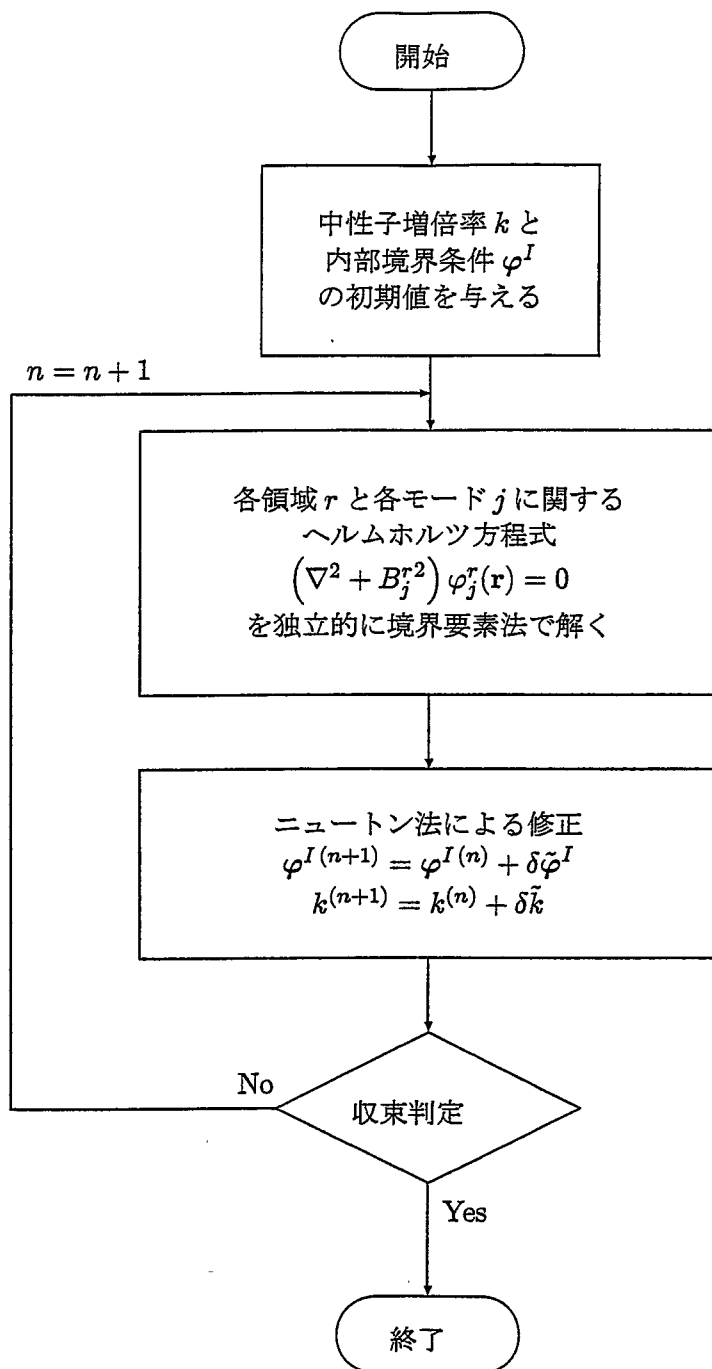 開始
中性子増倍率 k と
内部境界条件 φ^I
の初期値を与える
n = n + 1
各領域 r と各モード j に関する
ヘルムホルツ方程式
(∇² + B_j^r ²) φ_j^r(r) = 0
を独立的に境界要素法で解く
ニュートン法による修正
φ^{I (n+1)} = φ^{I (n)} + δφ̃^I
k^{(n+1)} = k^{(n)} + δk̃
No
収束判定
Yes
終了